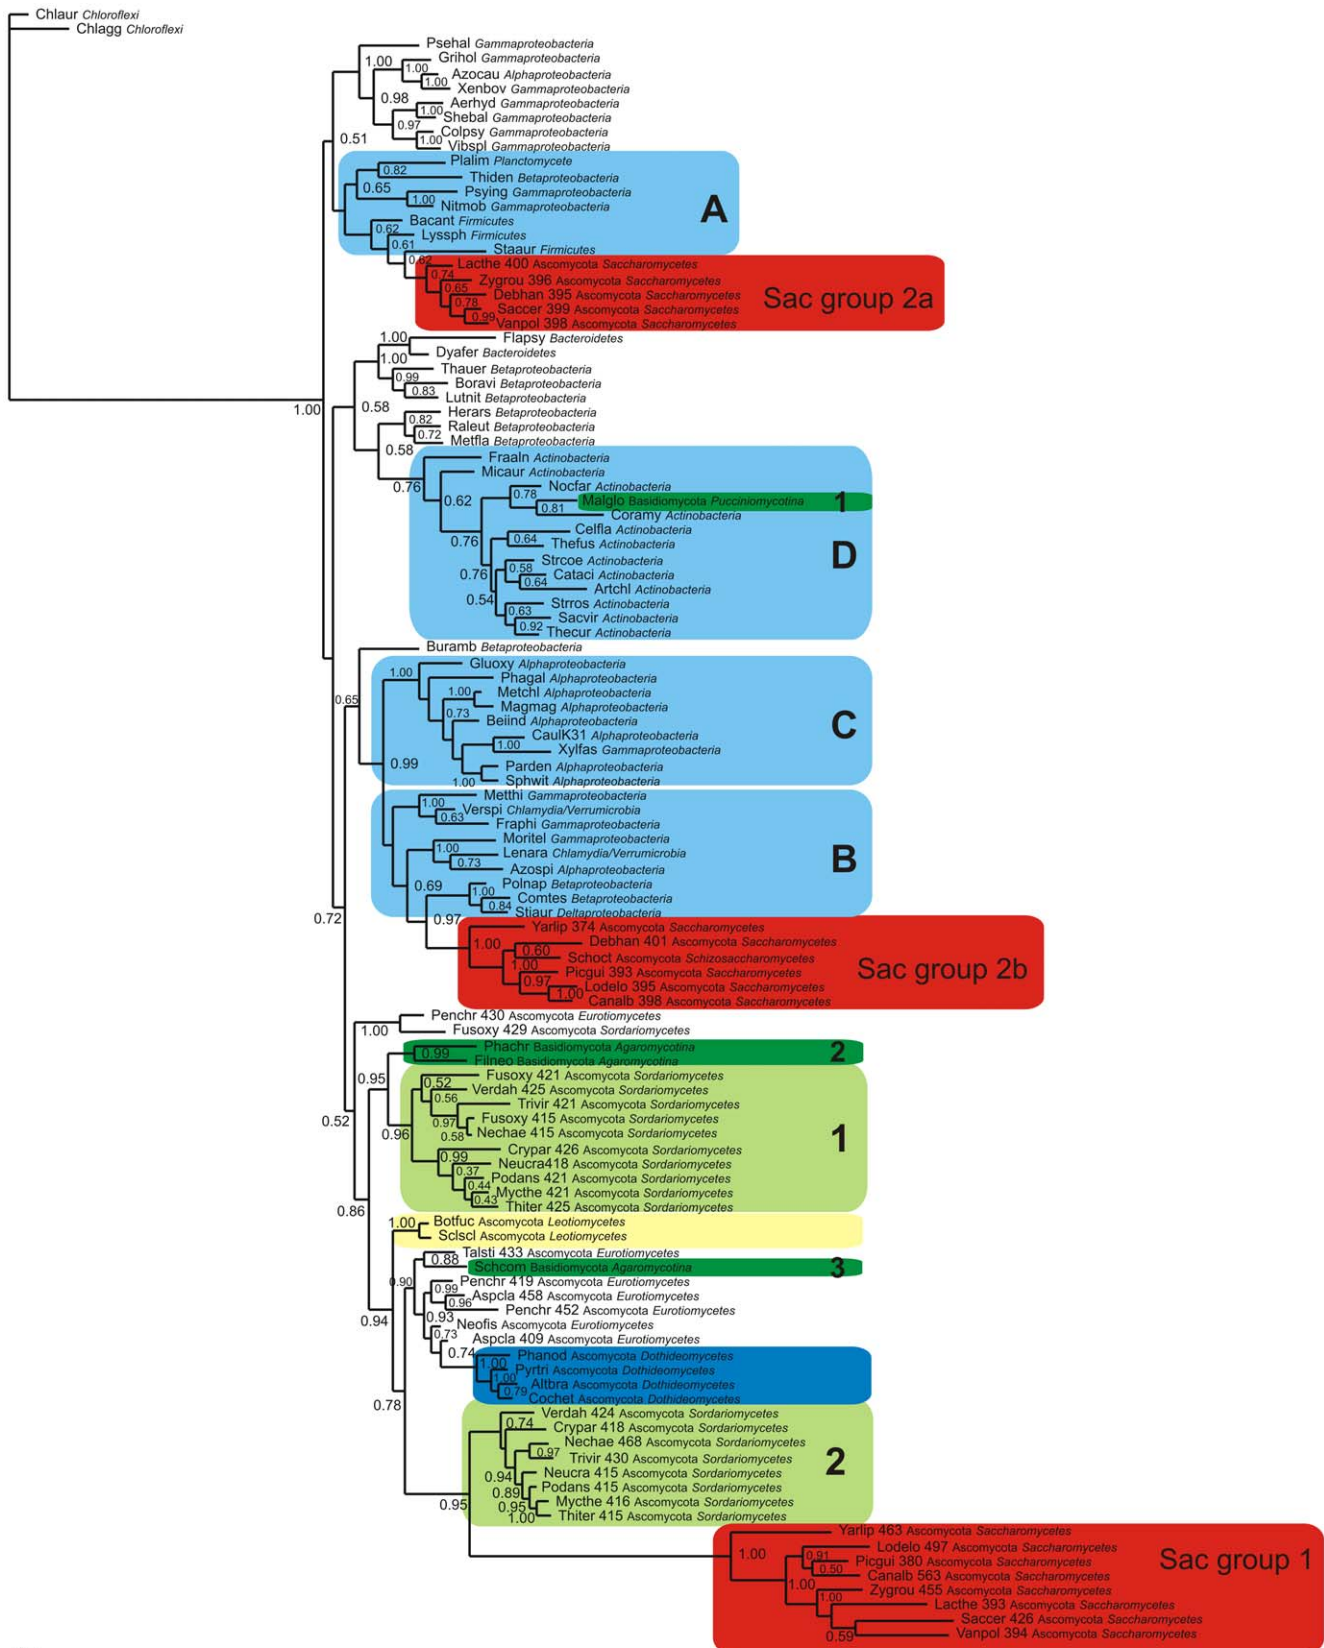 Chlaur Chloroflexi
Chlagg Chloroflexi
Psehal Gammaproteobacteria
1.00 Grihol Gammaproteobacteria
1.00 Azocau Alphaproteobacteria
1.00 Xenbov Gammaproteobacteria
0.98 Aerhyd Gammaproteobacteria
1.00 Shebal Gammaproteobacteria
0.97 Colpsy Gammaproteobacteria
0.51 1.00 Vibspl Gammaproteobacteria
Plalim Planctomycete
0.82 Thiden Betaproteobacteria
0.65 Psying Gammaproteobacteria
1.00 Nitmob Gammaproteobacteria
A
Bacant Firmicutes
0.62 Lyssph Firmicutes
0.61 Staaur Firmicutes
0.62 Lacthe 400 Ascomycota Saccharomycetes
0.74 Zygrou 396 Ascomycota Saccharomycetes
0.65 Debhan 395 Ascomycota Saccharomycetes
0.78 Saccer 399 Ascomycota Saccharomycetes
0.99 Vanpol 398 Ascomycota Saccharomycetes
Sac group 2a
1.00 Flapsy Bacteroidetes
1.00 Dyafer Bacteroidetes
Thauer Betaproteobacteria
0.99 Boravi Betaproteobacteria
0.83 Lutnit Betaproteobacteria
1.00 0.58 Herars Betaproteobacteria
0.82 Raleut Betaproteobacteria
0.58 0.72 Metfla Betaproteobacteria
Fraaln Actinobacteria
0.76 Micaur Actinobacteria
0.62 Nocfar Actinobacteria
0.78 Malglo Basidiomycota Pucciniomycotina 1
0.81 Coramy Actinobacteria
Celfla Actinobacteria
0.76 0.64 Thefus Actinobacteria
D
Strcoe Actinobacteria
0.76 0.58 Cataci Actinobacteria
0.64 Artchl Actinobacteria
0.54 Strros Actinobacteria
0.63 Sacvir Actinobacteria
0.92 Thecur Actinobacteria
Buramb Betaproteobacteria
Gluoxy Alphaproteobacteria
1.00 Phagal Alphaproteobacteria
1.00 Metchl Alphaproteobacteria
0.65 Magmag Alphaproteobacteria
0.73 Beiind Alphaproteobacteria
C
CaulK31 Alphaproteobacteria
1.00 Xylfas Gammaproteobacteria
0.99 Parden Alphaproteobacteria
1.00 Sphwit Alphaproteobacteria
Metthi Gammaproteobacteria
1.00 Verspi Chlamydia/Verrumicrobia
0.63 Fraphi Gammaproteobacteria
Moritel Gammaproteobacteria
1.00 Lenara Chlamydia/Verrumicrobia
0.73 Azospi Alphaproteobacteria
B
0.69 Polnap Betaproteobacteria
1.00 Comtes Betaproteobacteria
0.84 Stiaur Deltaproteobacteria
0.72 0.97 Yarlip 374 Ascomycota Saccharomycetes
1.00 Debhan 401 Ascomycota Saccharomycetes
0.60 Schoct Ascomycota Schizosaccharomycetes
1.00 Picgui 393 Ascomycota Saccharomycetes
0.97 Lodelo 395 Ascomycota Saccharomycetes
1.00 Canalb 398 Ascomycota Saccharomycetes
Sac group 2b
Penchr 430 Ascomycota Eurotiomycetes
1.00 Fusoxy 429 Ascomycota Sordariomycetes
Phachr Basidiomycota Agaromycotina 2
0.99 Filneo Basidiomycota Agaromycotina
0.95 Fusoxy 421 Ascomycota Sordariomycetes
0.52 Verdah 425 Ascomycota Sordariomycetes
0.56 Trivir 421 Ascomycota Sordariomycetes
0.52 0.97 Fusoxy 415 Ascomycota Sordariomycetes
0.96 0.58 Nechae 415 Ascomycota Sordariomycetes
1
Crypar 426 Ascomycota Sordariomycetes
0.99 Neucra418 Ascomycota Sordariomycetes
0.37 Podans 421 Ascomycota Sordariomycetes
0.44 Mycthe 421 Ascomycota Sordariomycetes
0.86 0.43 Thiter 425 Ascomycota Sordariomycetes
1.00 Botfuc Ascomycota Leotiomycetes
Sclscl Ascomycota Leotiomycetes
Talsti 433 Ascomycota Eurotiomycetes
0.88 Schcom Basidiomycota Agaromycotina 3
0.90 Penchr 419 Ascomycota Eurotiomycetes
0.99 Aspcla 458 Ascomycota Eurotiomycetes
0.96 Penchr 452 Ascomycota Eurotiomycetes
0.94 0.93 Neofis Ascomycota Eurotiomycetes
0.73 Aspcla 409 Ascomycota Eurotiomycetes
0.74 Phanod Ascomycota Dothideomycetes
1.00 Pyrtri Ascomycota Dothideomycetes
1.00 Altbra Ascomycota Dothideomycetes
0.79 Cochet Ascomycota Dothideomycetes
0.78 Verdah 424 Ascomycota Sordariomycetes
0.74 Crypar 418 Ascomycota Sordariomycetes
Nechae 468 Ascomycota Sordariomycetes
0.97 Trivir 430 Ascomycota Sordariomycetes
2
0.94 Neucra 415 Ascomycota Sordariomycetes
0.89 Podans 415 Ascomycota Sordariomycetes
0.95 0.95 Mycthe 416 Ascomycota Sordariomycetes
1.00 Thiter 415 Ascomycota Sordariomycetes
Yarlip 463 Ascomycota Saccharomycetes
1.00 Lodelo 497 Ascomycota Saccharomycetes
0.91 Picgui 380 Ascomycota Saccharomycetes
0.50 Canalb 563 Ascomycota Saccharomycetes
Sac group 1
1.00 Zygrou 455 Ascomycota Saccharomycetes
1.00 Lacthe 393 Ascomycota Saccharomycetes
Saccer 426 Ascomycota Saccharomycetes
0.59 Vanpol 394 Ascomycota Saccharomycetes